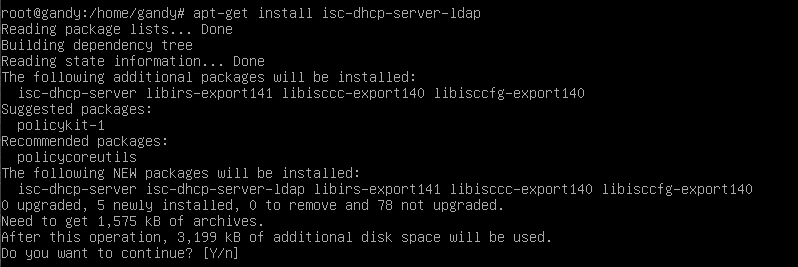 root@gandy:/home/gandy# apt-get install isc-dhcp-server-ldap
Reading package lists... Done
Building dependency tree
Reading state information... Done
The following additional packages will be installed:
  isc-dhcp-server libirs-export141 libisccc-export140 libisccfg-export140
Suggested packages:
  policykit-1
Recommended packages:
  policycoreutils
The following NEW packages will be installed:
  isc-dhcp-server isc-dhcp-server-ldap libirs-export141 libisccc-export140 libisccfg-export140
0 upgraded, 5 newly installed, 0 to remove and 78 not upgraded.
Need to get 1,575 kB of archives.
After this operation, 3,199 kB of additional disk space will be used.
Do you want to continue? [Y/n]